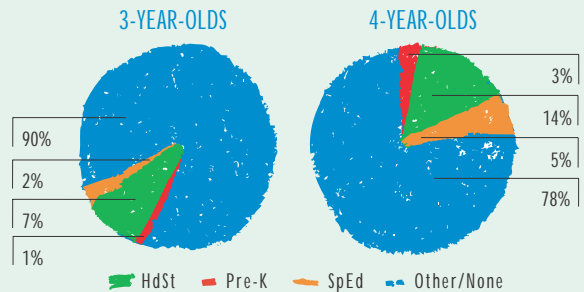 3-YEAR-OLDS
90%
2%
7%
1%
4-YEAR-OLDS
3%
14%
5%
78%
HdSt Pre-K SpEd Other/None